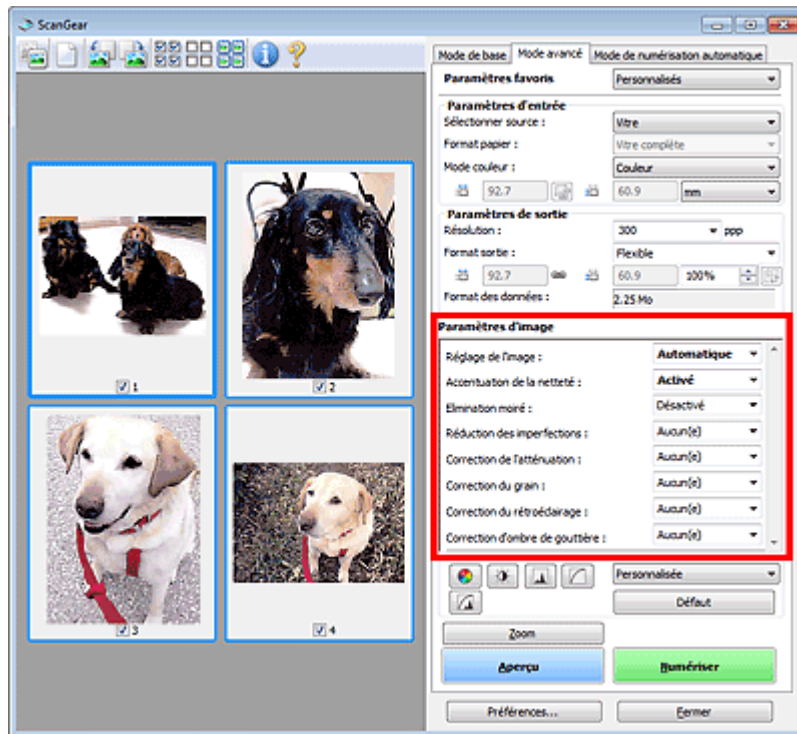 ScanGear
Mode de base Mode avancé Mode de numérisation automatique
Paramètres favoris Personnalisés
Paramètres d'entrée
Sélectionner source : Vitre
Format papier : Vitre complète
Mode couleur : Couleur
92.7 60.9 mm
Paramètres de sortie
Résolution : 300 ppp
Format sortie : Flexible
92.7 60.9 100%
Format des données : 2.25 Mo
Paramètres d'image
Réglage de l'image : Automatique
Accentuation de la netteté : Activé
Elimination moiré : Désactivé
Réduction des imperfections : Aucun(e)
Correction de l'atténuation : Aucun(e)
Correction du grain : Aucun(e)
Correction du rétroéclairage : Aucun(e)
Correction d'ombre de gouttière : Aucun(e)
1
2
3
4
Personnalisée
Défaut
Zoom
Aperçu Numériser
Préférences... Fermer